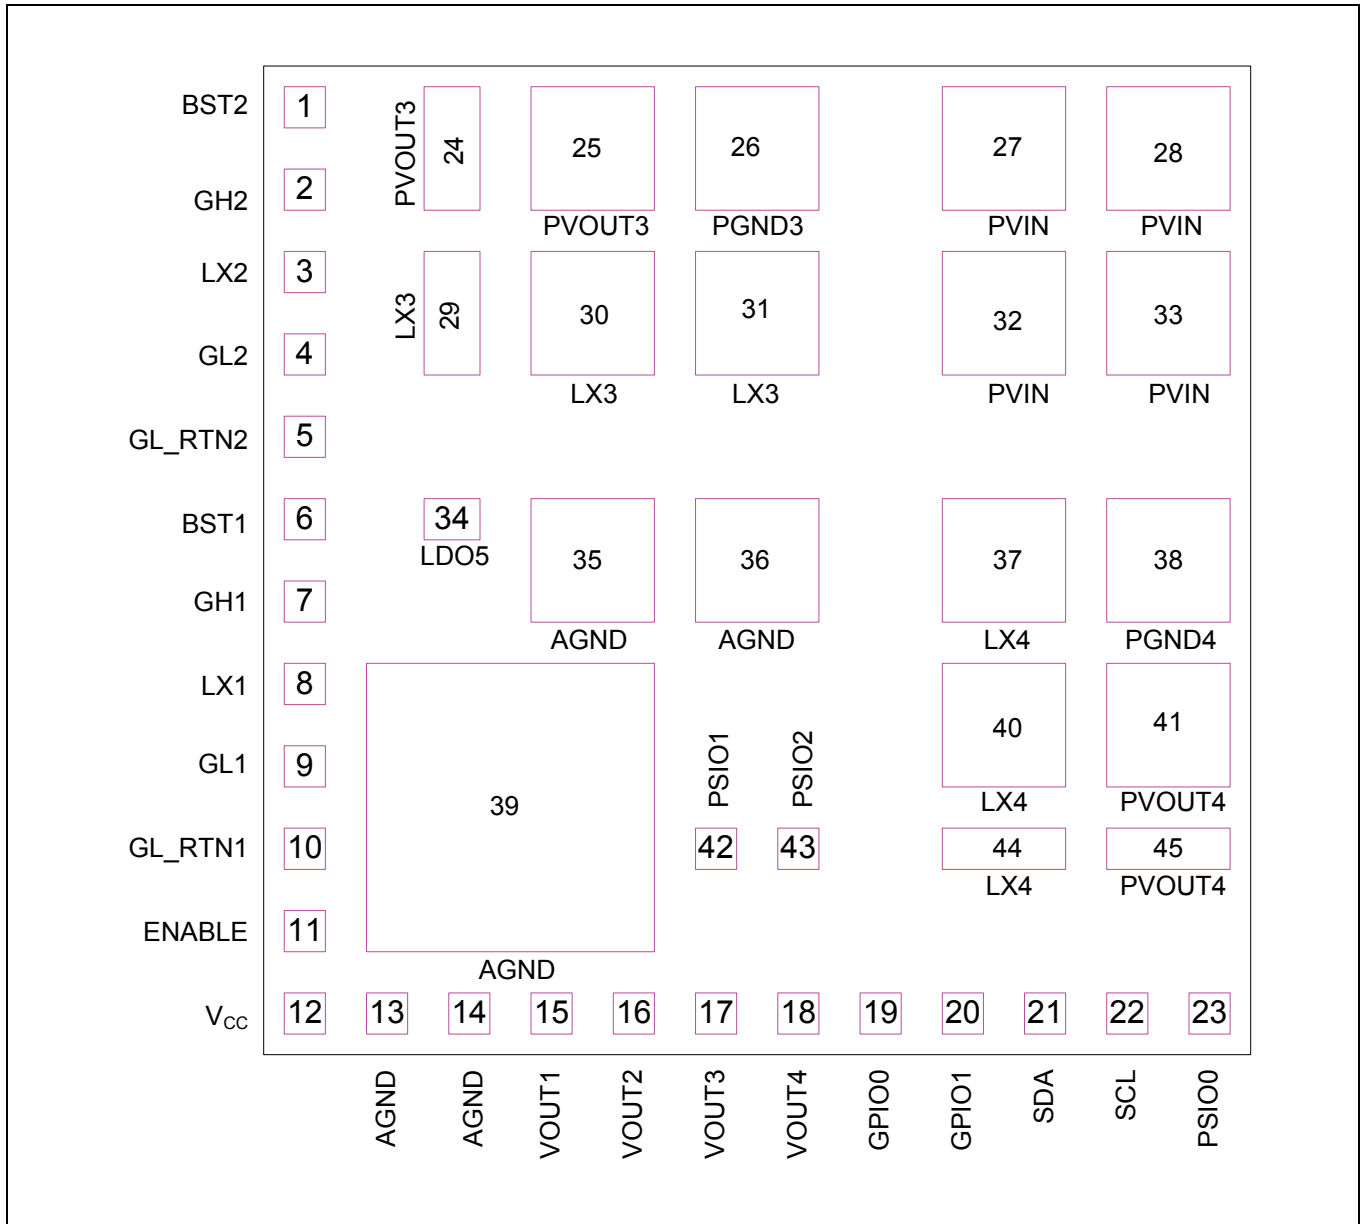 BST2 1
GH2 2
LX2 3
GL2 4
GL_RTN2 5
BST1 6
GH1 7
LX1 8
GL1 9
GL_RTN1 10
ENABLE 11
VCC 12
PVOUT3 24
25
PVOUT3
26
PGND3
27
PVIN
28
PVIN
LX3 29
30
LX3
31
LX3
32
PVIN
33
PVIN
34
LDO5
35
AGND
36
AGND
37
LX4
38
PGND4
39
AGND
PSIO1
42
PSIO2
43
40
LX4
41
PVOUT4
44
LX4
45
PVOUT4
13 14 15 16 17 18 19 20 21 22 23
AGND
AGND
VOUT1
VOUT2
VOUT3
VOUT4
GPIO0
GPIO1
SDA
SCL
PSIO0